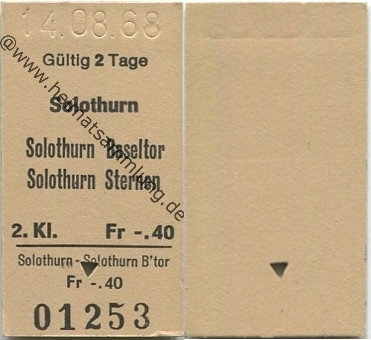 14.08.68
Gültig 2 Tage
Solothurn
Solothurn Baseltor
Solothurn Sternen
2. Kl. Fr -.40
Solothurn - Solothurn B'tor
Fr -.40
01253
@www.heimatsammlung.de